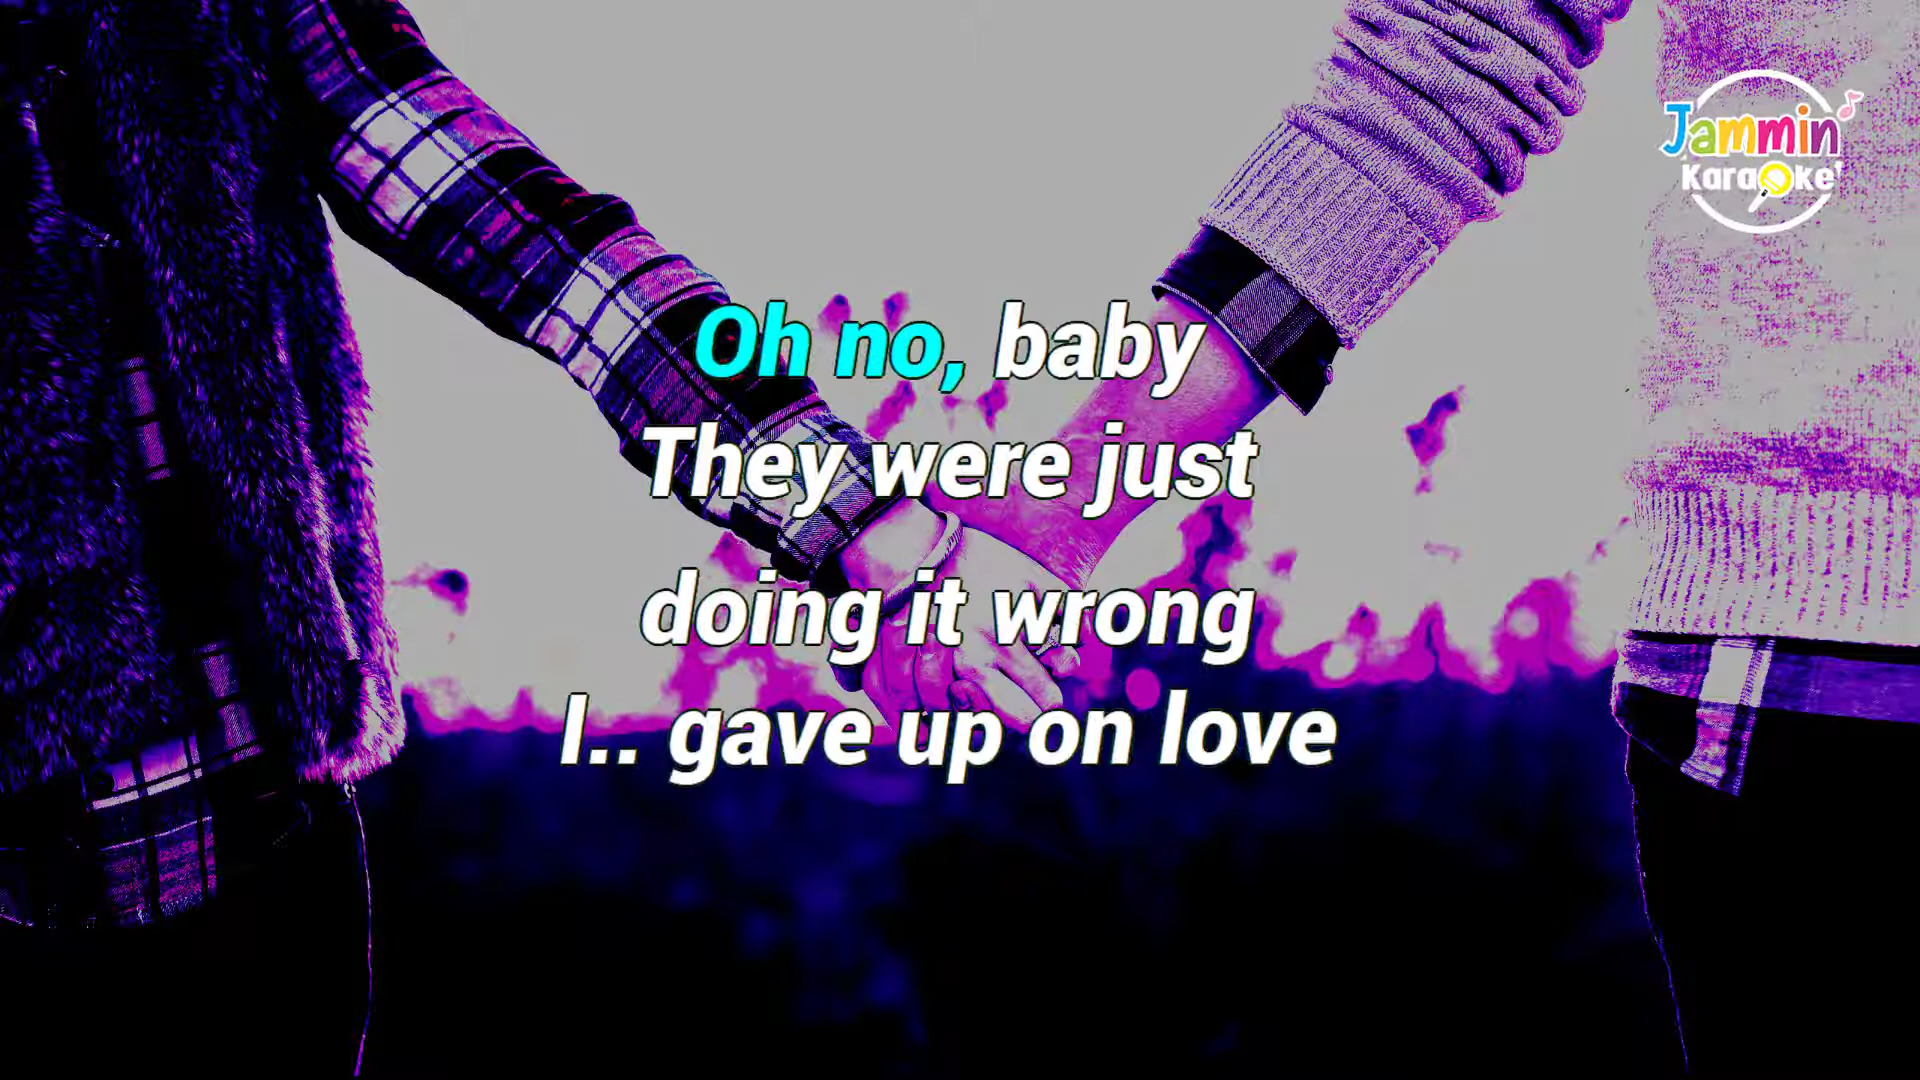 Jammin
Karaoke
Oh no, baby
They were just
doing it wrong
I.. gave up on love